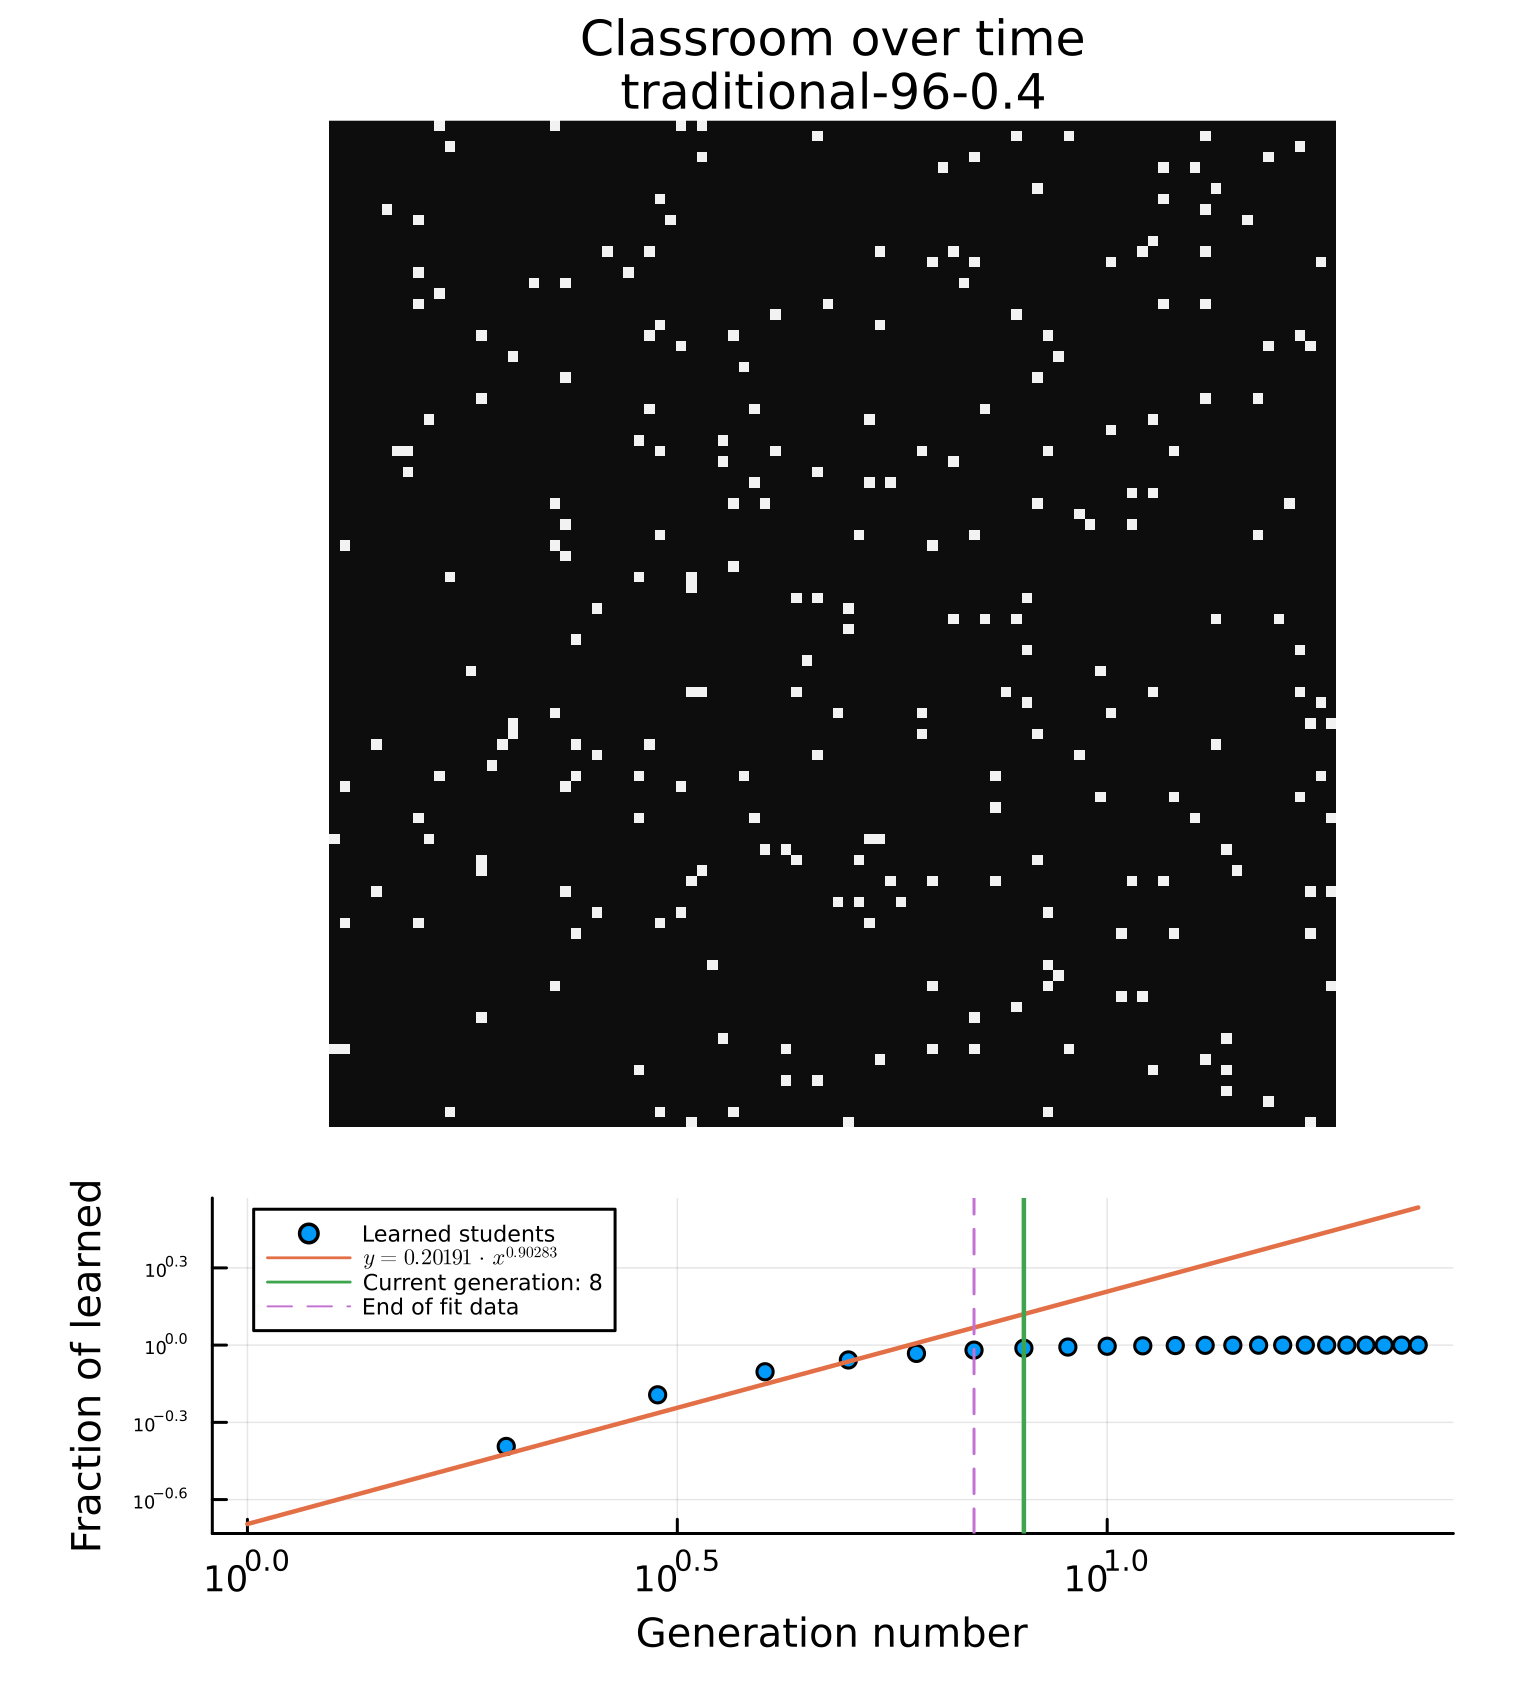 Classroom over time
traditional-96-0.4
Fraction of learned
10^0.3
10^0.0
10^−0.3
10^−0.6
Learned students
y = 0.20191 · x^0.90283
Current generation: 8
End of fit data
10^0.0
10^0.5
10^1.0
Generation number